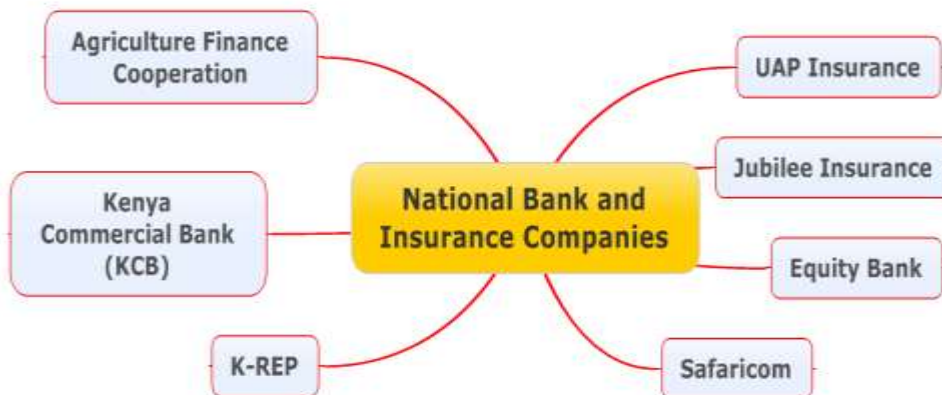 Agriculture Finance
Cooperation
UAP Insurance
Jubilee Insurance
National Bank and
Insurance Companies
Kenya
Commercial Bank
(KCB)
Equity Bank
K-REP
Safaricom